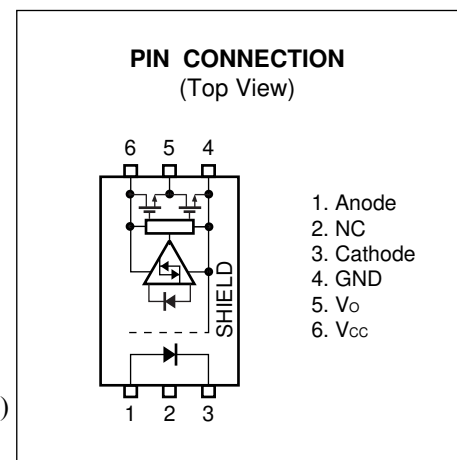 PIN CONNECTION
(Top View)
6 5 4
SHIELD
1 2 3
1. Anode
2. NC
3. Cathode
4. GND
5. Vo
6. Vcc
)